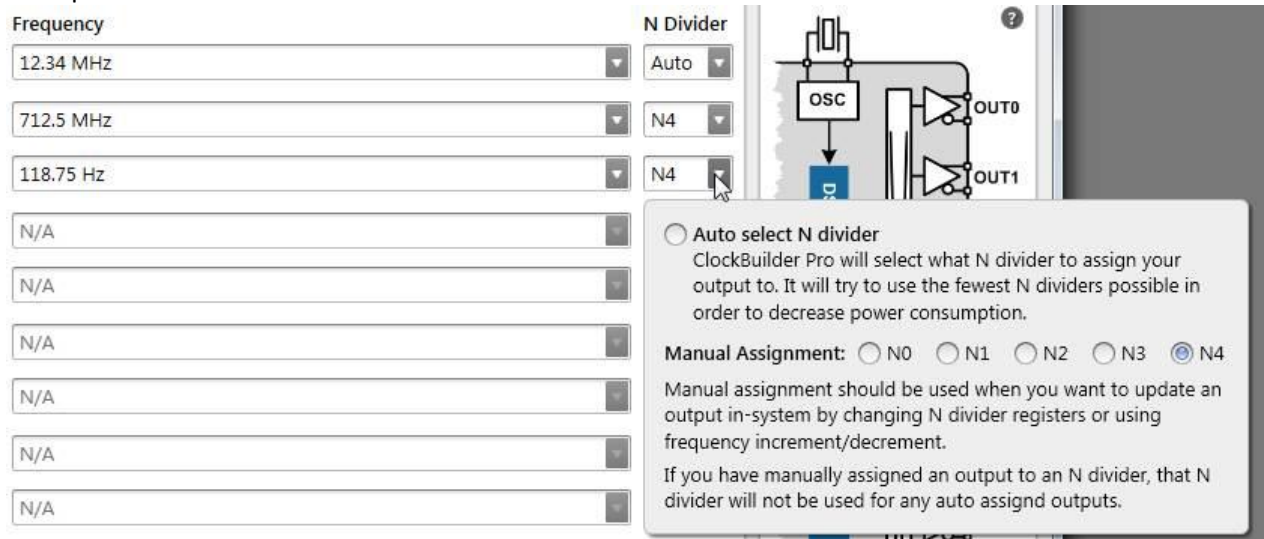 Frequency N Divider
12.34 MHz Auto
OSC
OUT0
712.5 MHz N4
118.75 Hz N4
OUT1
DS
N/A
N/A
N/A
N/A
N/A
N/A
Auto select N divider
ClockBuilder Pro will select what N divider to assign your
output to. It will try to use the fewest N dividers possible in
order to decrease power consumption.
Manual Assignment: N0 N1 N2 N3 N4
Manual assignment should be used when you want to update an
output in-system by changing N divider registers or using
frequency increment/decrement.
If you have manually assigned an output to an N divider, that N
divider will not be used for any auto assignd outputs.